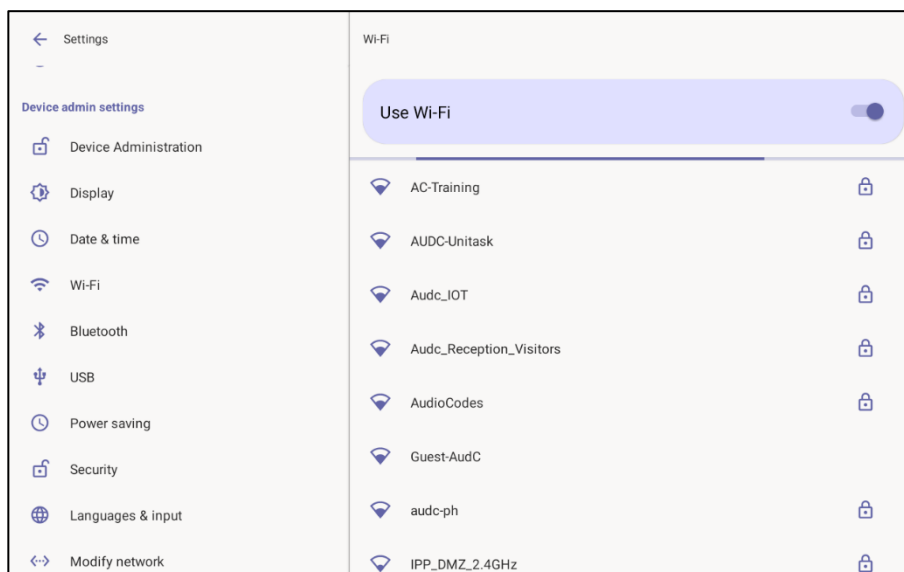 Settings
Device admin settings
Device Administration
Display
Date & time
Wi-Fi
Bluetooth
USB
Power saving
Security
Languages & input
Modify network
Wi-Fi
Use Wi-Fi
AC-Training
AUDC-Unitask
Audc_IOT
Audc_Reception_Visitors
AudioCodes
Guest-AudC
audc-ph
IPP_DMZ_2.4GHz